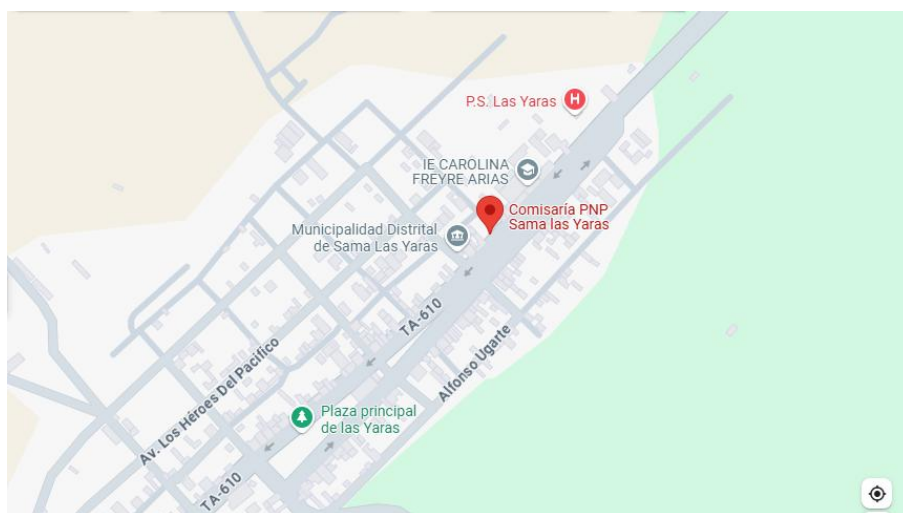 P.S. Las Yaras
H
IE CAROLINA
FREYRE ARIAS
Comisaría PNP
Sama las Yaras
Municipalidad Distrital
de Sama Las Yaras
TA-610
Alfonso Ugarte
Av. Los Héroes Del Pacifico
Plaza principal
de las Yaras
TA-610